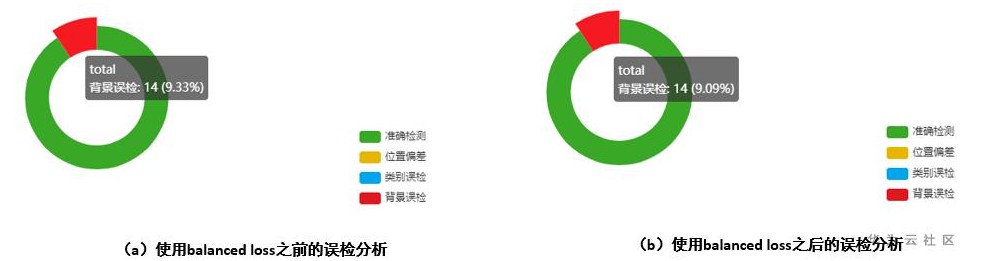 total
背景误检: 14 (9.33%)
准确检测
位置偏差
类别误检
背景误检
（a）使用balanced loss之前的误检分析
total
背景误检: 14 (9.09%)
准确检测
位置偏差
类别误检
背景误检
（b）使用balanced loss之后的误检分析
云社区